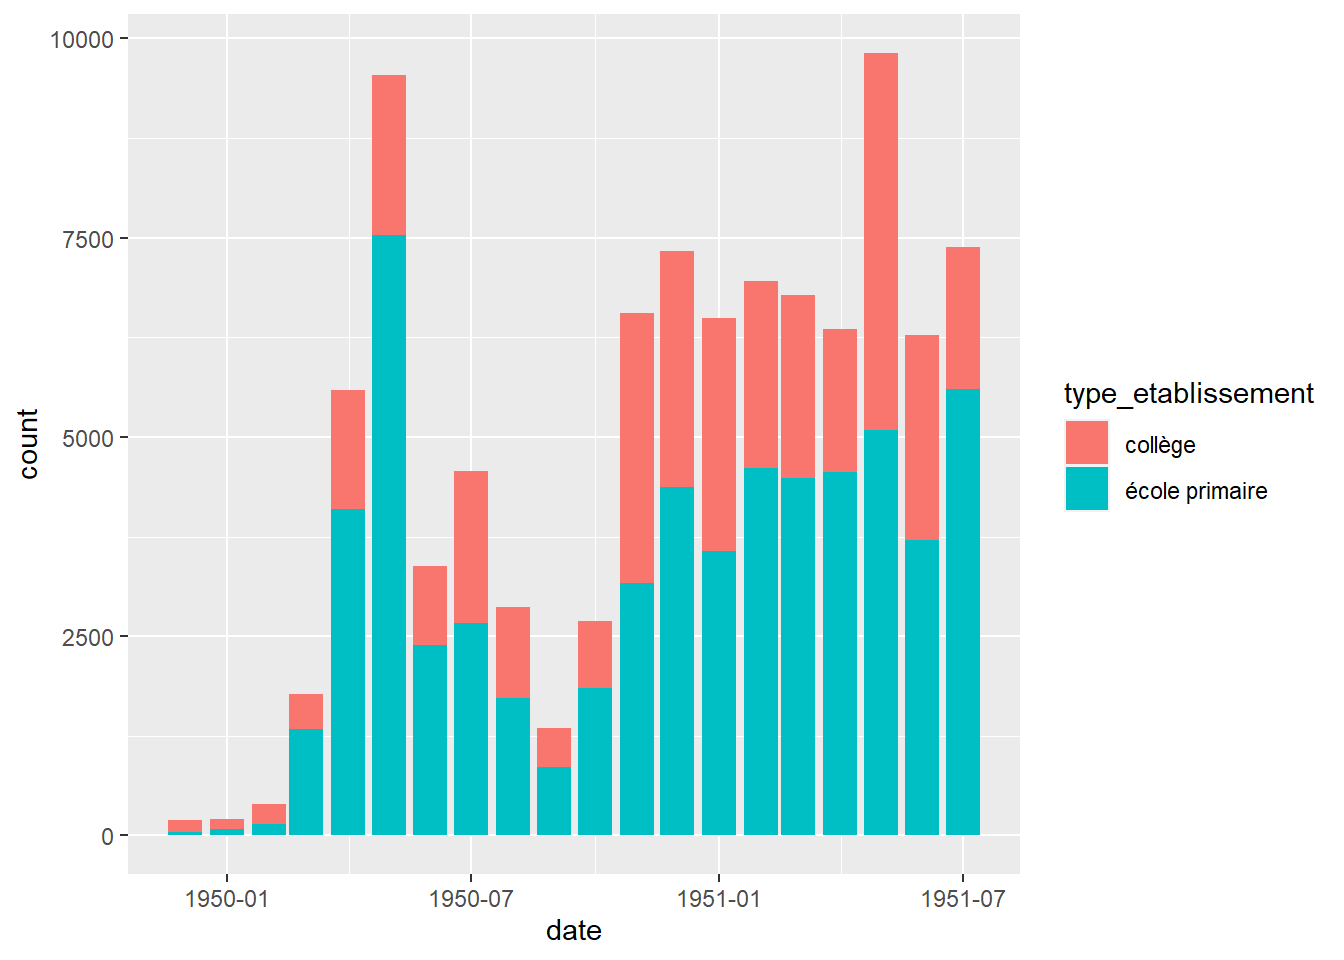 10000
7500
5000
2500
0
count
1950-01
1950-07
1951-01
1951-07
date
type_etablissement
collège
école primaire